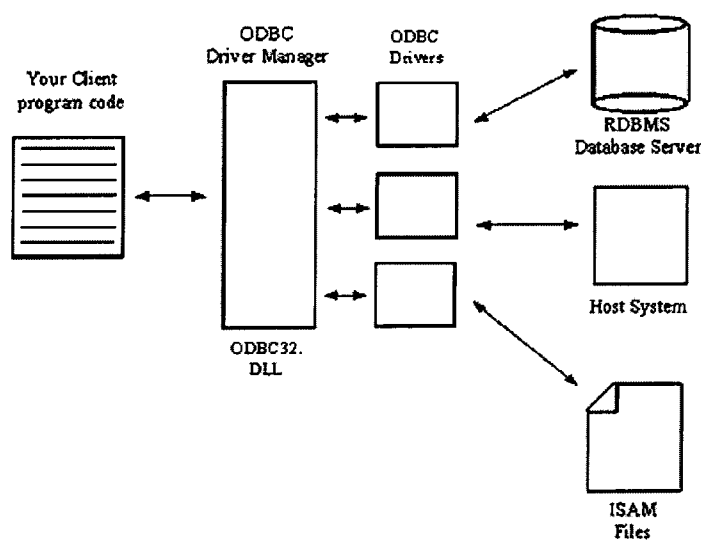 Your Client
program code
ODBC
Driver Manager
ODBC32.
DLL
ODBC
Drivers
RDBMS
Database Server
Host System
ISAM
Files